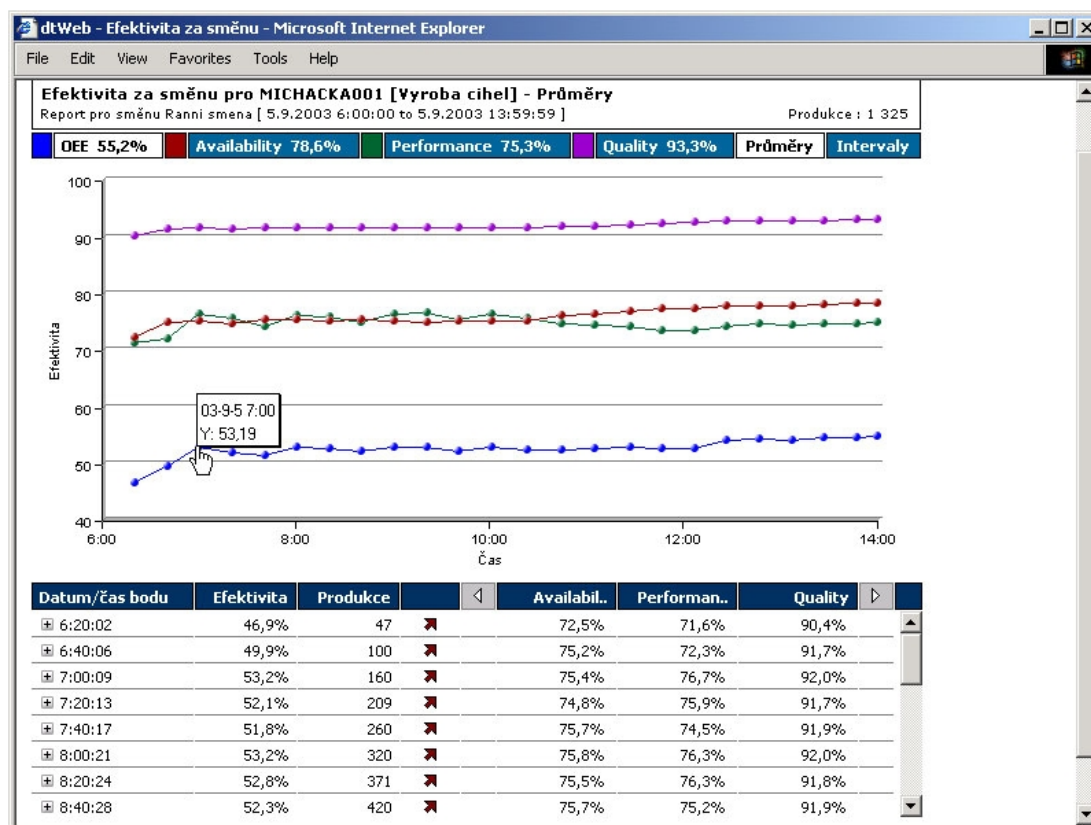 dtWeb - Efektivita za směnu - Microsoft Internet Explorer
File Edit View Favorites Tools Help
Efektivita za směnu pro MICHACKA001 [Vyroba cihel] - Průměry
Report pro směnu Ranni smena [ 5.9.2003 6:00:00 to 5.9.2003 13:59:59 ] Produkce : 1 325
OEE 55,2% Availability 78,6% Performance 75,3% Quality 93,3% Průměry Intervaly
100
90
80
70
60
50
40
Efektivita
03-9-5 7:00
Y: 53,19
6:00 8:00 10:00 12:00 14:00
Čas
Datum/čas bodu Efektivita Produkce Availabil.. Performan.. Quality
6:20:02 46,9% 47 72,5% 71,6% 90,4%
6:40:06 49,9% 100 75,2% 72,3% 91,7%
7:00:09 53,2% 160 75,4% 76,7% 92,0%
7:20:13 52,1% 209 74,8% 75,9% 91,7%
7:40:17 51,8% 260 75,7% 74,5% 91,9%
8:00:21 53,2% 320 75,8% 76,3% 92,0%
8:20:24 52,8% 371 75,5% 76,3% 91,8%
8:40:28 52,3% 420 75,7% 75,2% 91,9%